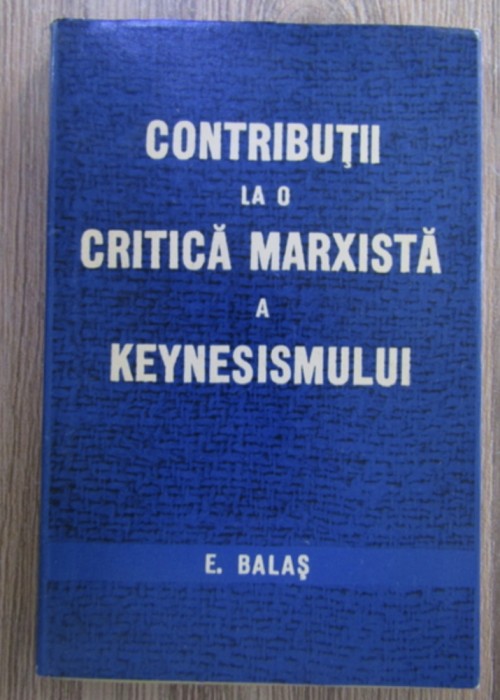 CONTRIBUŢII
LA O
CRITICĂ MARXISTĂ
A
KEYNESISMULUI
E. BALAŞ